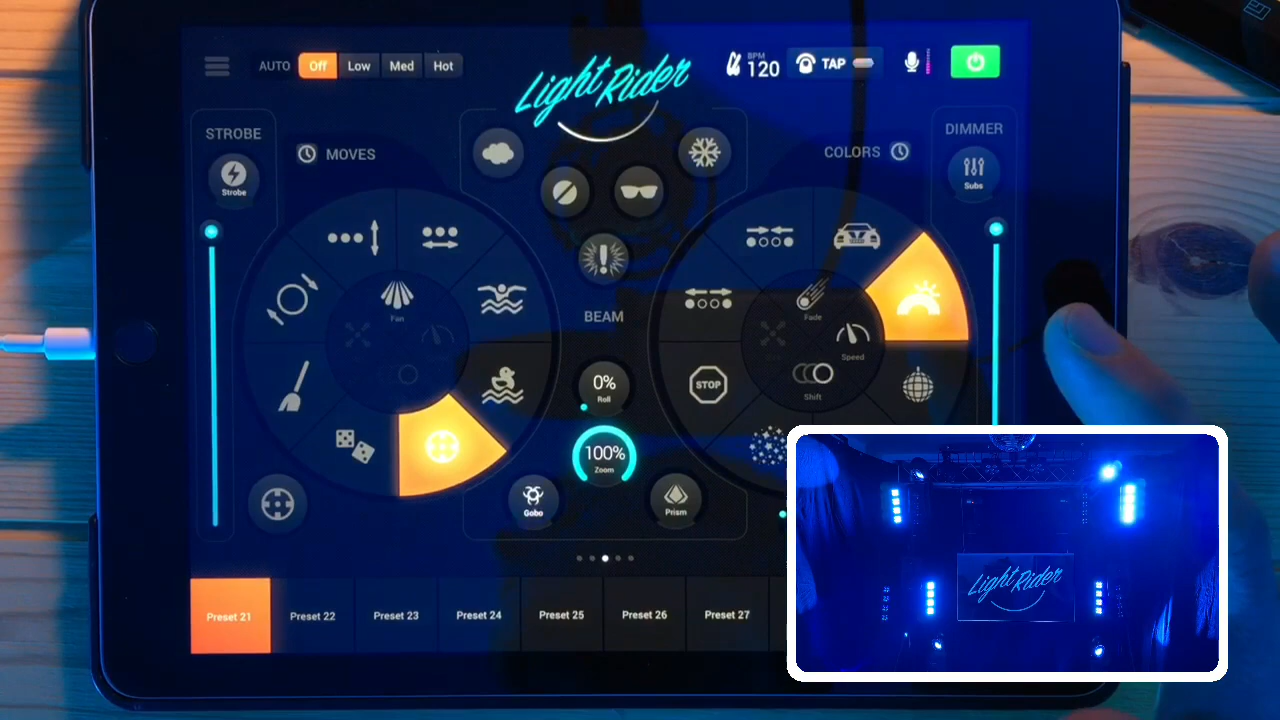 AUTO Off Low Med Hot
Light Rider
BPM
120
TAP
STROBE
Strobe
MOVES
COLORS
DIMMER
Subs
Fan
BEAM
0%
Roll
100%
Zoom
Gobo
Prism
Fade
Speed
Shift
STOP
Preset 21
Preset 22
Preset 23
Preset 24
Preset 25
Preset 26
Preset 27
Light Rider